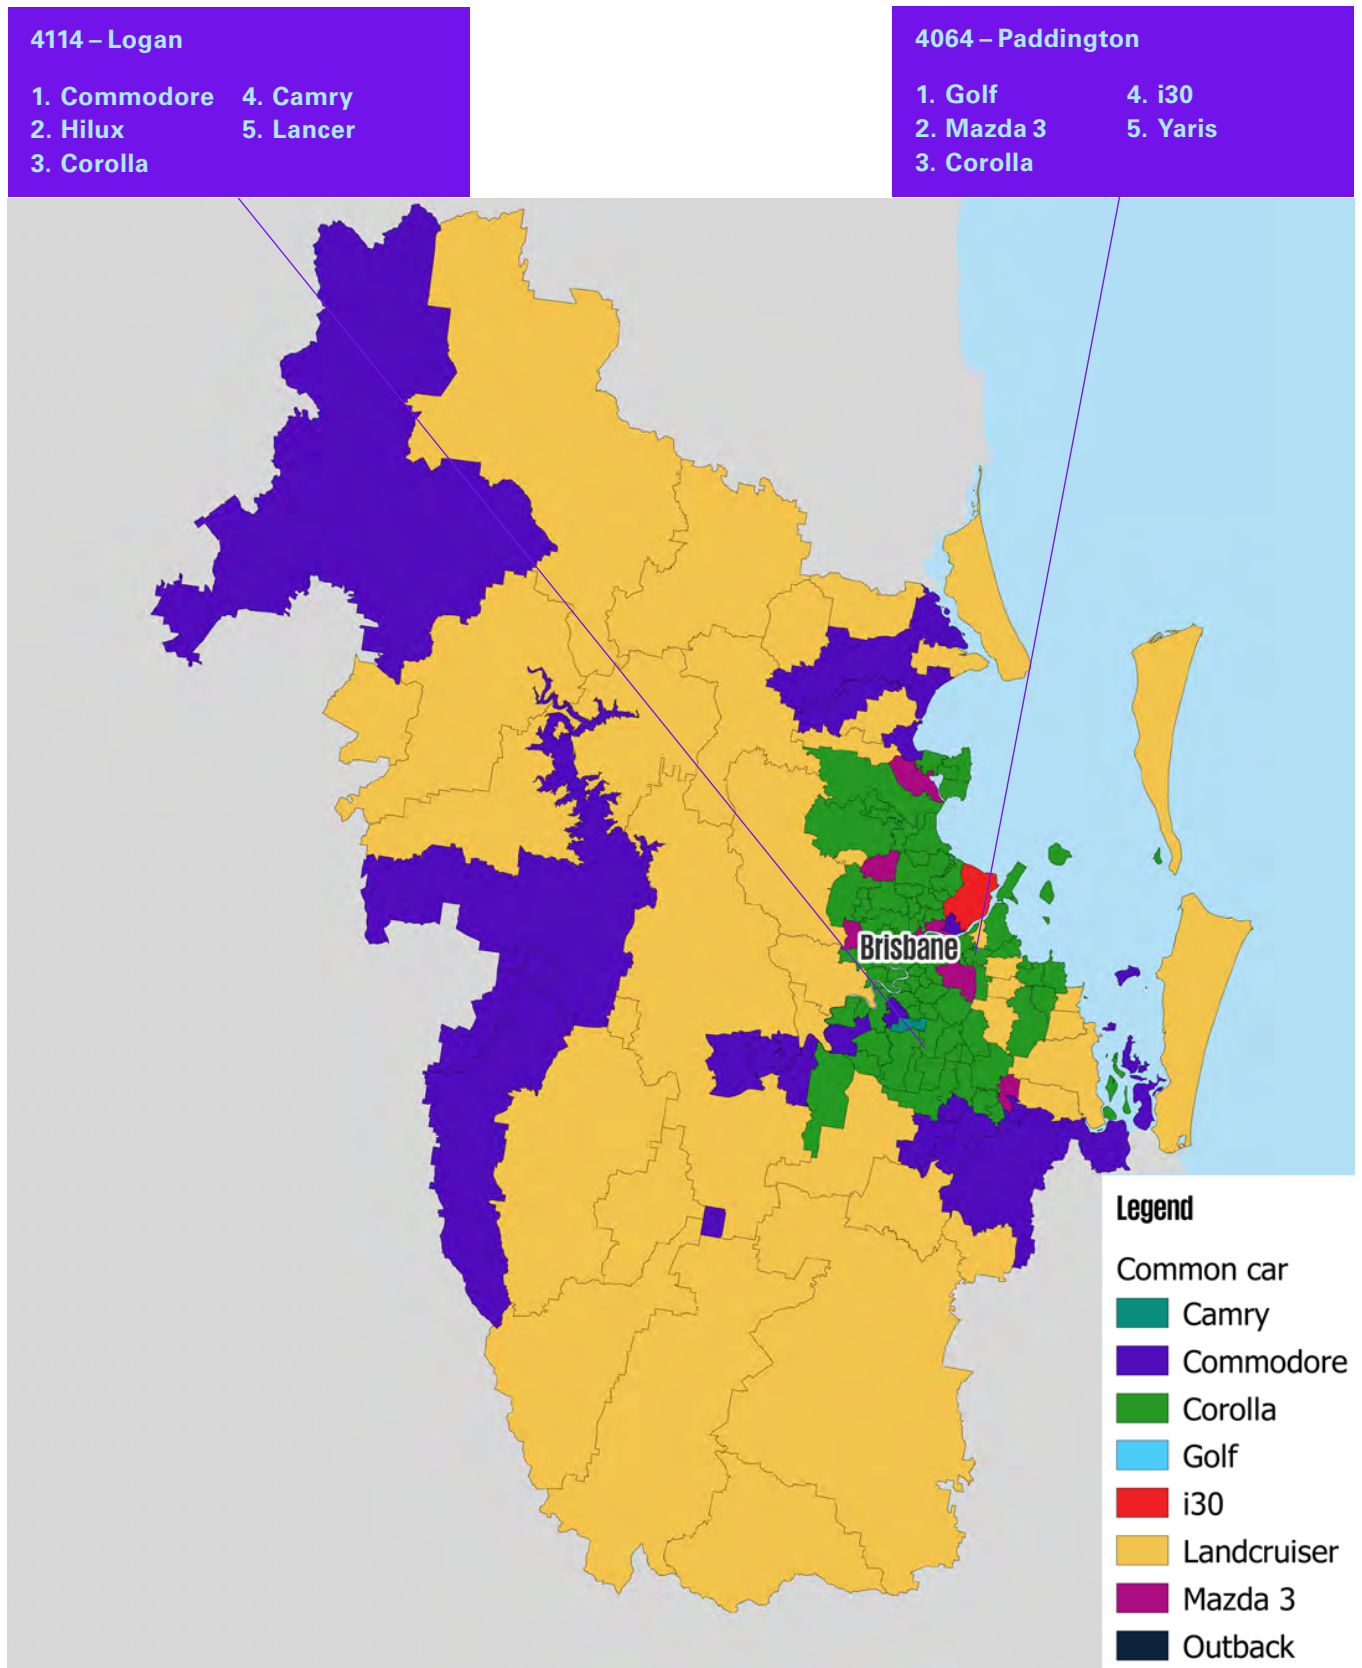 4114 – Logan
1. Commodore
2. Hilux
3. Corolla
4. Camry
5. Lancer
4064 – Paddington
1. Golf
2. Mazda 3
3. Corolla
4. i30
5. Yaris
Brisbane
Legend
Common car
Camry
Commodore
Corolla
Golf
i30
Landcruiser
Mazda 3
Outback